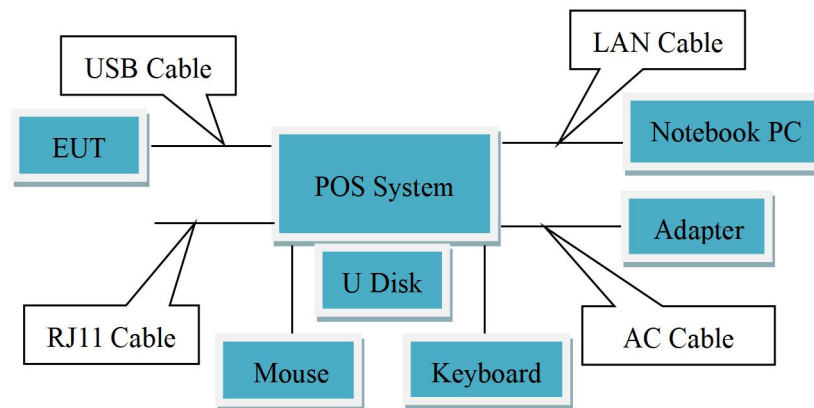 USB Cable
LAN Cable
EUT
Notebook PC
POS System
Adapter
U Disk
RJ11 Cable
AC Cable
Mouse
Keyboard